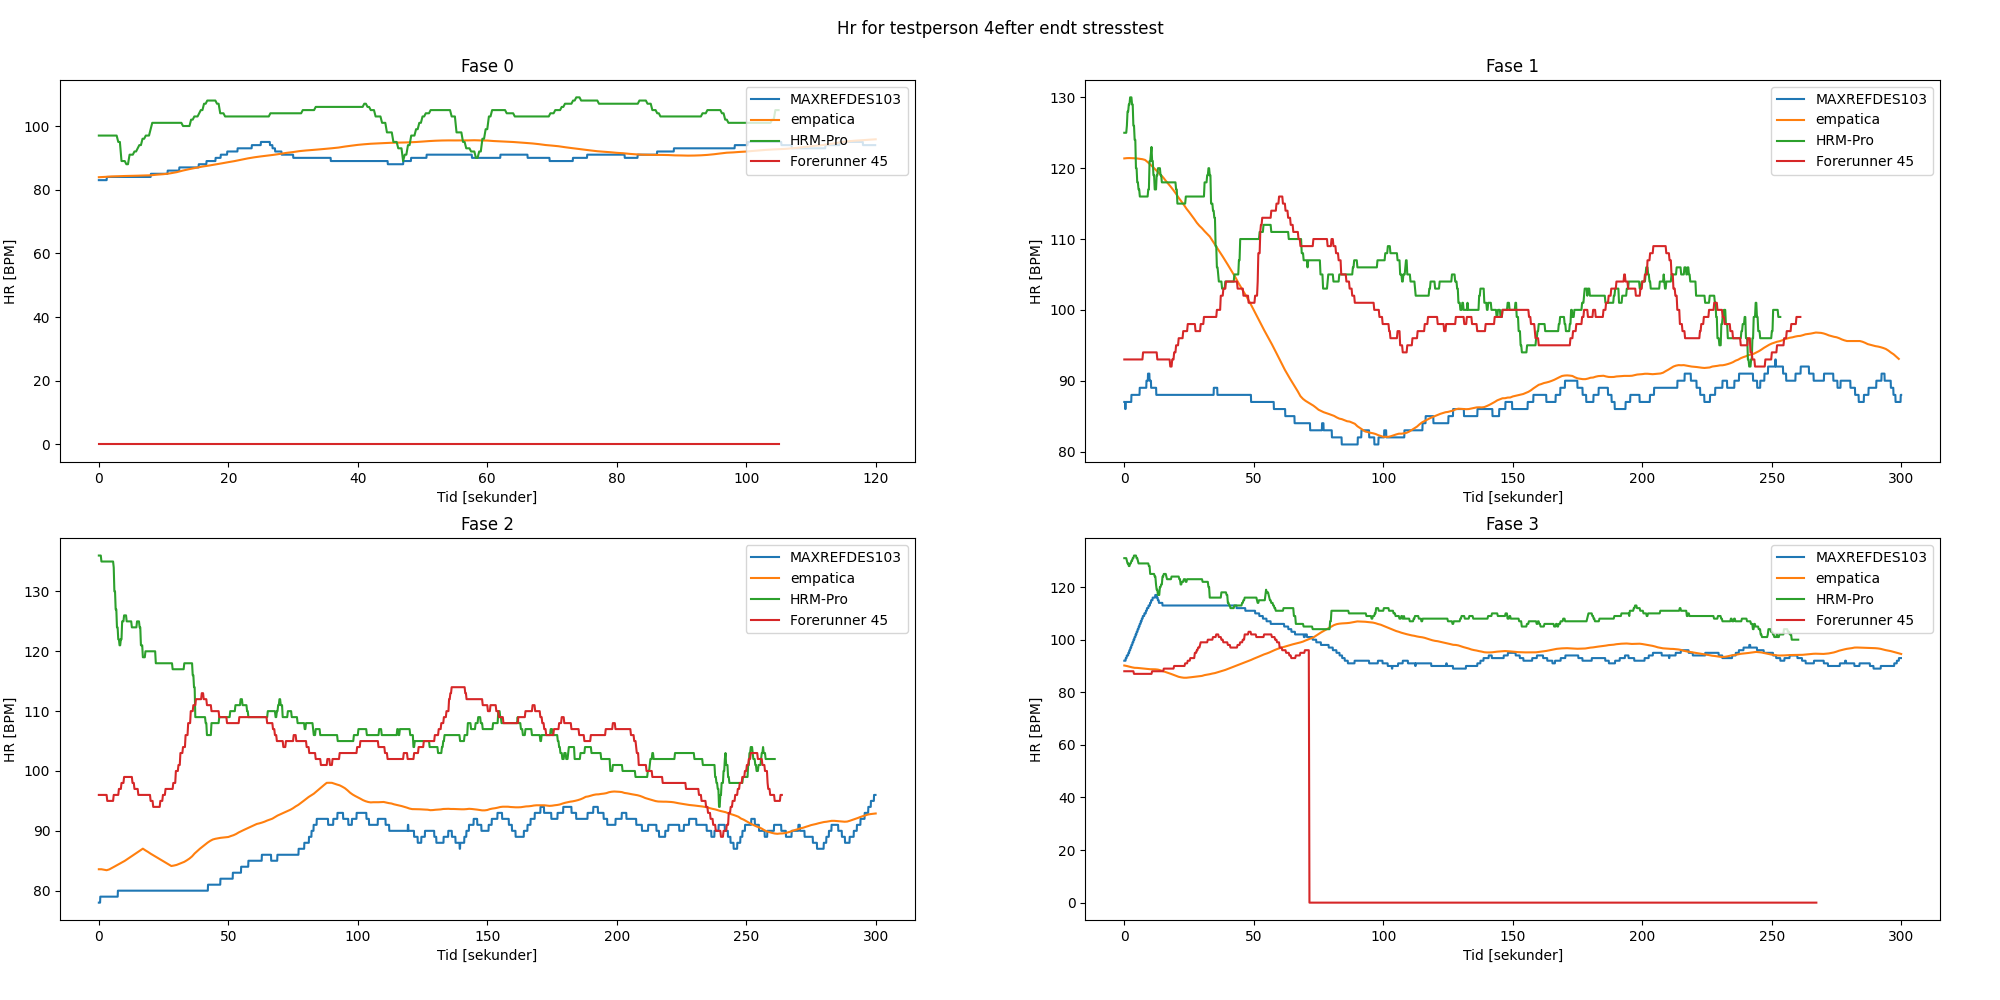 Hr for testperson 4efter endt stresstest
Fase 0
HR [BPM]
100
80
60
40
20
0
0 20 40 60 80 100 120
Tid [sekunder]
MAXREFDES103
empatica
HRM-Pro
Forerunner 45
Fase 1
HR [BPM]
130
120
110
100
90
80
0 50 100 150 200 250 300
Tid [sekunder]
MAXREFDES103
empatica
HRM-Pro
Forerunner 45
Fase 2
HR [BPM]
130
120
110
100
90
80
0 50 100 150 200 250 300
Tid [sekunder]
MAXREFDES103
empatica
HRM-Pro
Forerunner 45
Fase 3
HR [BPM]
120
100
80
60
40
20
0
0 50 100 150 200 250 300
Tid [sekunder]
MAXREFDES103
empatica
HRM-Pro
Forerunner 45